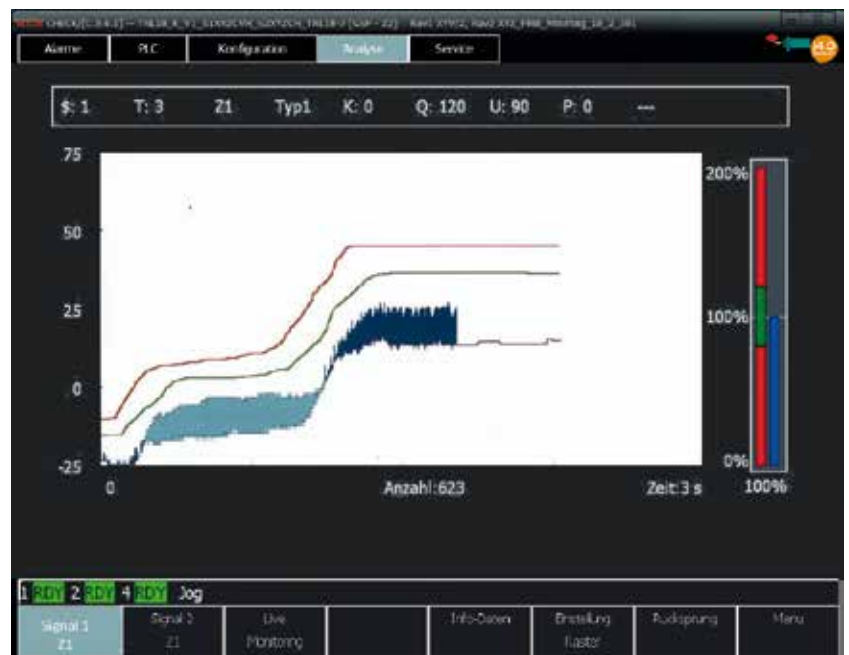 Alarme PLC Konfiguration Analyse Service
$: 1 T: 3 Z1 Typ1 K: 0 Q: 120 U: 90 P: 0 ---
75
50
25
0
-25
200%
100%
0%
0 Anzahl:623 Zeit:3 s 100%
1 RDY 2 RDY 4 RDY Jog
Signal 1 Z1
Z1
Live Monitoring
Info-Daten
Einstellung Raster
Rücksprung
Menu